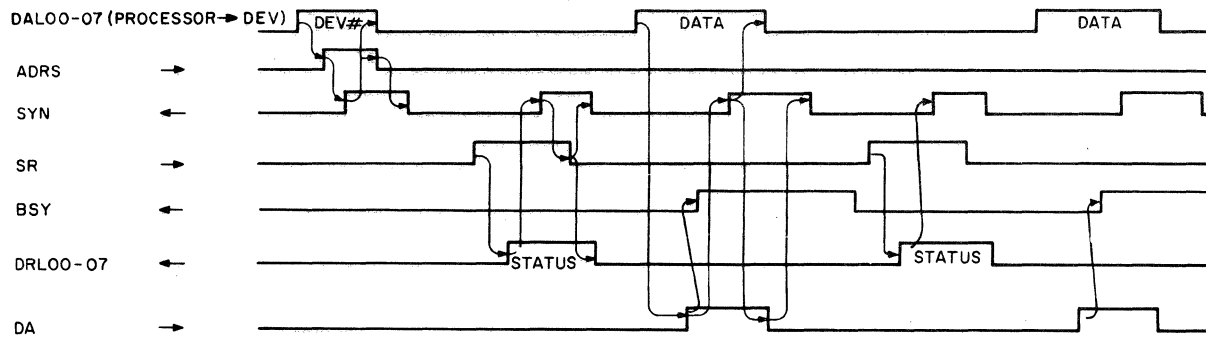 DAL00-07 (PROCESSOR→ DEV) DEV# DATA DATA
ADRS →
SYN ←
SR →
BSY ←
DRL00-07 ← STATUS STATUS
DA →